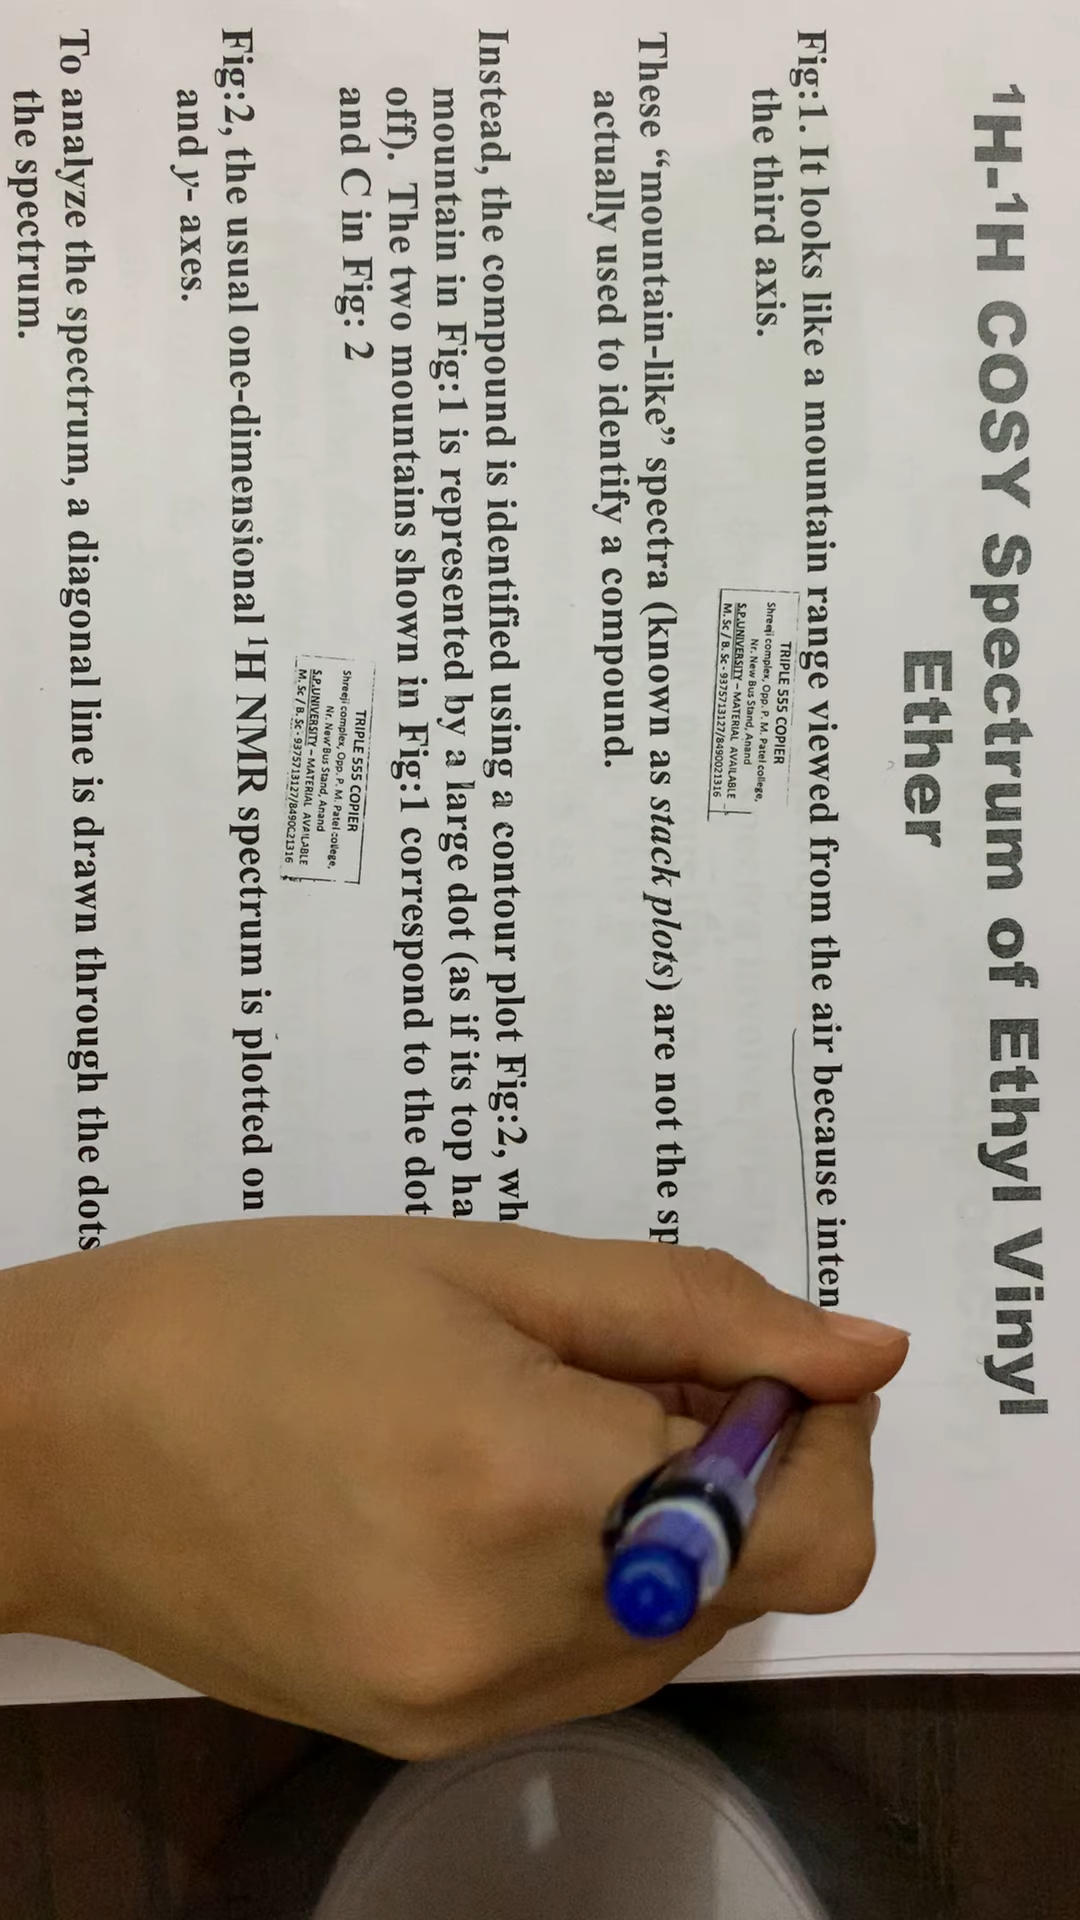 ¹H-¹H COSY Spectrum of Ethyl Vinyl
Ether
Fig:1. It looks like a mountain range viewed from the air because inten
the third axis.
TRIPLE 555 COPIER
Shreeji complex, Opp. P. M. Patel college,
Nr. New Bus Stand, Anand
S.P.UNIVERSITY – MATERIAL AVAILABLE
M. Sc / B. Sc - 9375713127/8490021316
These “mountain-like” spectra (known as stack plots) are not the sp
actually used to identify a compound.
Instead, the compound is identified using a contour plot Fig:2, wh
mountain in Fig:1 is represented by a large dot (as if its top ha
off). The two mountains shown in Fig:1 correspond to the dot
and C in Fig: 2
TRIPLE 555 COPIER
Shreeji complex, Opp. P. M. Patel college,
Nr. New Bus Stand, Anand
S.P.UNIVERSITY – MATERIAL AVAILABLE
M. Sc / B. Sc - 9375713127/8490021316
Fig:2, the usual one-dimensional ¹H NMR spectrum is plotted on
and y- axes.
To analyze the spectrum, a diagonal line is drawn through the dots
the spectrum.